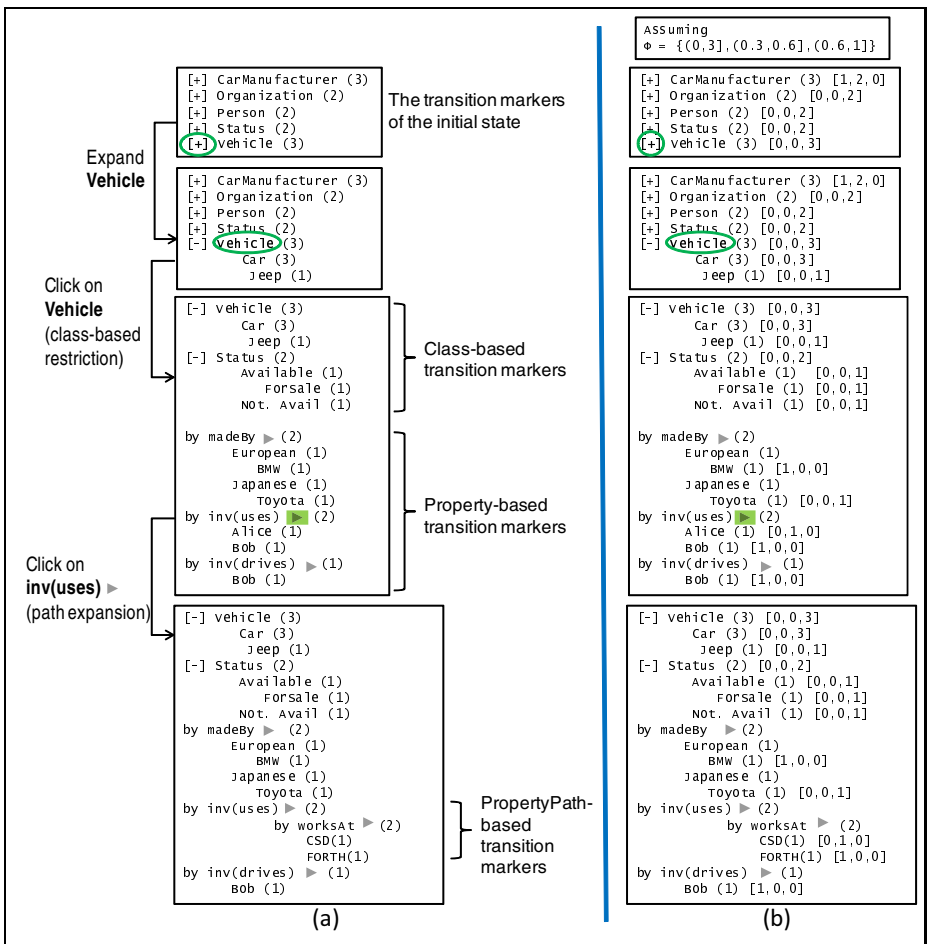 Expand
Vehicle
Click on
Vehicle
(class-based
restriction)
Click on
inv(uses) ▶
(path expansion)
[+] CarManufacturer (3)
[+] Organization (2)
[+] Person (2)
[+] Status (2)
[+] Vehicle (3)
The transition markers
of the initial state
[+] CarManufacturer (3)
[+] Organization (2)
[+] Person (2)
[+] Status (2)
[-] Vehicle (3)
Car (3)
Jeep (1)
[-] Vehicle (3)
Car (3)
Jeep (1)
[-] Status (2)
Available (1)
ForSale (1)
NOt. Avail (1)
Class-based
transition markers
by madeBy ▶ (2)
European (1)
BMW (1)
Japanese (1)
TOyota (1)
by inv(uses) ▶ (2)
Alice (1)
Bob (1)
by inv(drives) ▶ (1)
Bob (1)
Property-based
transition markers
[-] Vehicle (3)
Car (3)
Jeep (1)
[-] Status (2)
Available (1)
ForSale (1)
NOt. Avail (1)
by madeBy ▶ (2)
European (1)
BMW (1)
Japanese (1)
TOyota (1)
by inv(uses) ▶ (2)
by worksAt ▶ (2)
CSD(1)
FORTH(1)
by inv(drives) ▶ (1)
Bob (1)
PropertyPath-
based
transition
markers
(a)
ASSuming
Φ = {(0,3],(0.3,0.6],(0.6,1]}
[+] CarManufacturer (3) [1,2,0]
[+] Organization (2) [0,0,2]
[+] Person (2) [0,0,2]
[+] Status (2) [0,0,2]
[+] Vehicle (3) [0,0,3]
[+] CarManufacturer (3) [1,2,0]
[+] Organization (2) [0,0,2]
[+] Person (2) [0,0,2]
[+] Status (2) [0,0,2]
[-] Vehicle (3) [0,0,3]
Car (3) [0,0,3]
Jeep (1) [0,0,1]
[-] Vehicle (3) [0,0,3]
Car (3) [0,0,3]
Jeep (1) [0,0,1]
[-] Status (2) [0,0,2]
Available (1) [0,0,1]
ForSale (1) [0,0,1]
NOt. Avail (1) [0,0,1]
by madeBy ▶ (2)
European (1)
BMW (1) [1,0,0]
Japanese (1)
TOyota (1) [0,0,1]
by inv(uses) ▶ (2)
Alice (1) [0,1,0]
Bob (1) [1,0,0]
by inv(drives) ▶ (1)
Bob (1) [1,0,0]
[-] Vehicle (3) [0,0,3]
Car (3) [0,0,3]
Jeep (1) [0,0,1]
[-] Status (2) [0,0,2]
Available (1) [0,0,1]
ForSale (1) [0,0,1]
NOt. Avail (1) [0,0,1]
by madeBy ▶ (2)
European (1)
BMW (1) [1,0,0]
Japanese (1)
TOyota (1) [0,0,1]
by inv(uses) ▶ (2)
by worksAt ▶ (2)
CSD(1) [0,1,0]
FORTH(1) [1,0,0]
by inv(drives) ▶ (1)
Bob (1) [1,0,0]
(b)